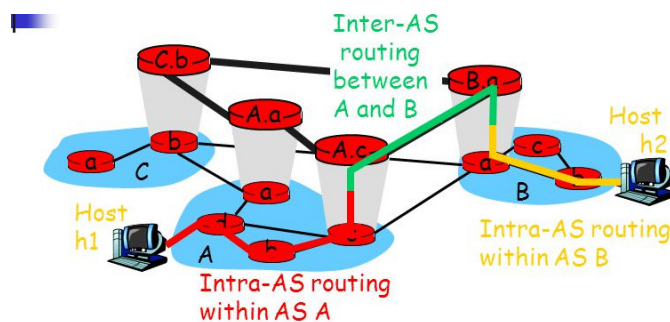 Inter-AS
routing
between
A and B
C.b
B.a
A.a
A.c
Host
h2
a
b
C
a
c
b
B
a
Host
h1
d
A
b
c
Intra-AS routing
within AS B
Intra-AS routing
within AS A